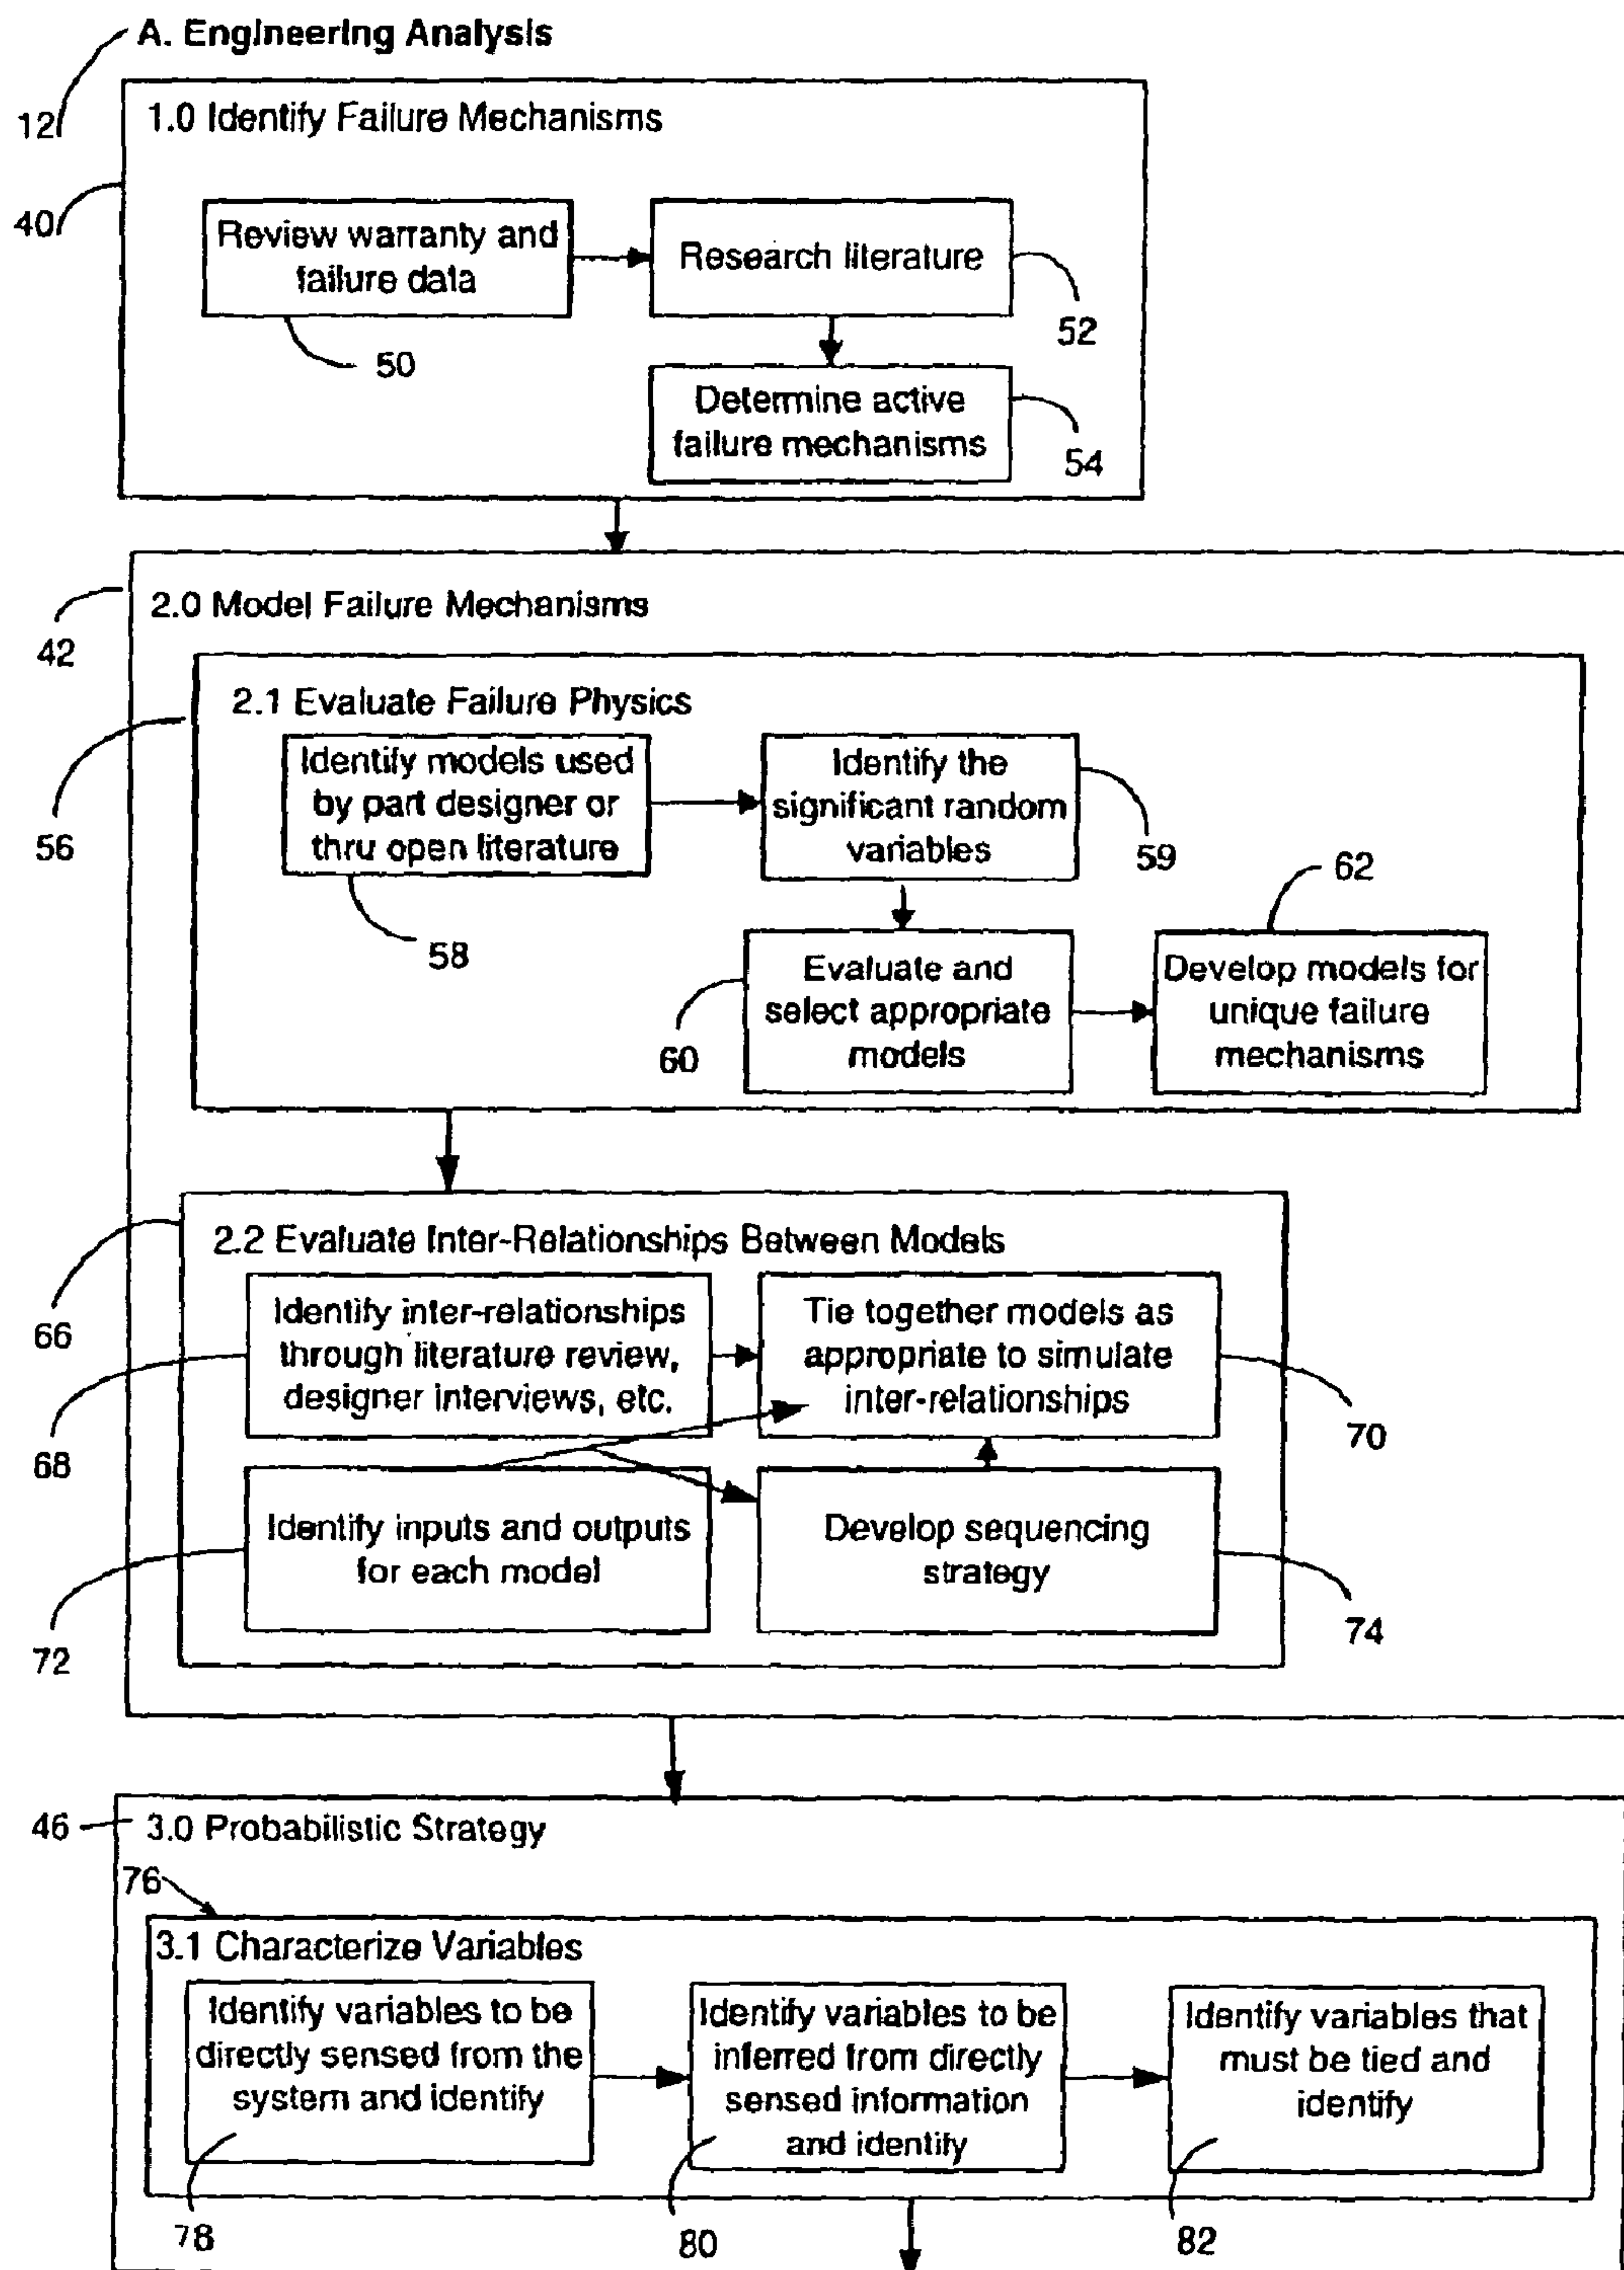 A. Engineering Analysis
12
1.0 Identify Failure Mechanisms
40
Review warranty and
failure data
50
Research literature
52
Determine active
failure mechanisms
54
42
2.0 Model Failure Mechanisms
2.1 Evaluate Failure Physics
56
Identify models used
by part designer or
thru open literature
58
Identify the
significant random
variables
59
62
Evaluate and
select appropriate
models
60
Develop models for
unique failure
mechanisms
2.2 Evaluate Inter-Relationships Between Models
66
Identify inter-relationships
through literature review,
designer interviews, etc.
68
Tie together models as
appropriate to simulate
inter-relationships
70
Identify inputs and outputs
for each model
72
Develop sequencing
strategy
74
46
3.0 Probabilistic Strategy
76
3.1 Characterize Variables
Identify variables to be
directly sensed from the
system and identify
78
Identify variables to be
inferred from directly
sensed information
and identify
80
Identify variables that
must be tied and
identify
82